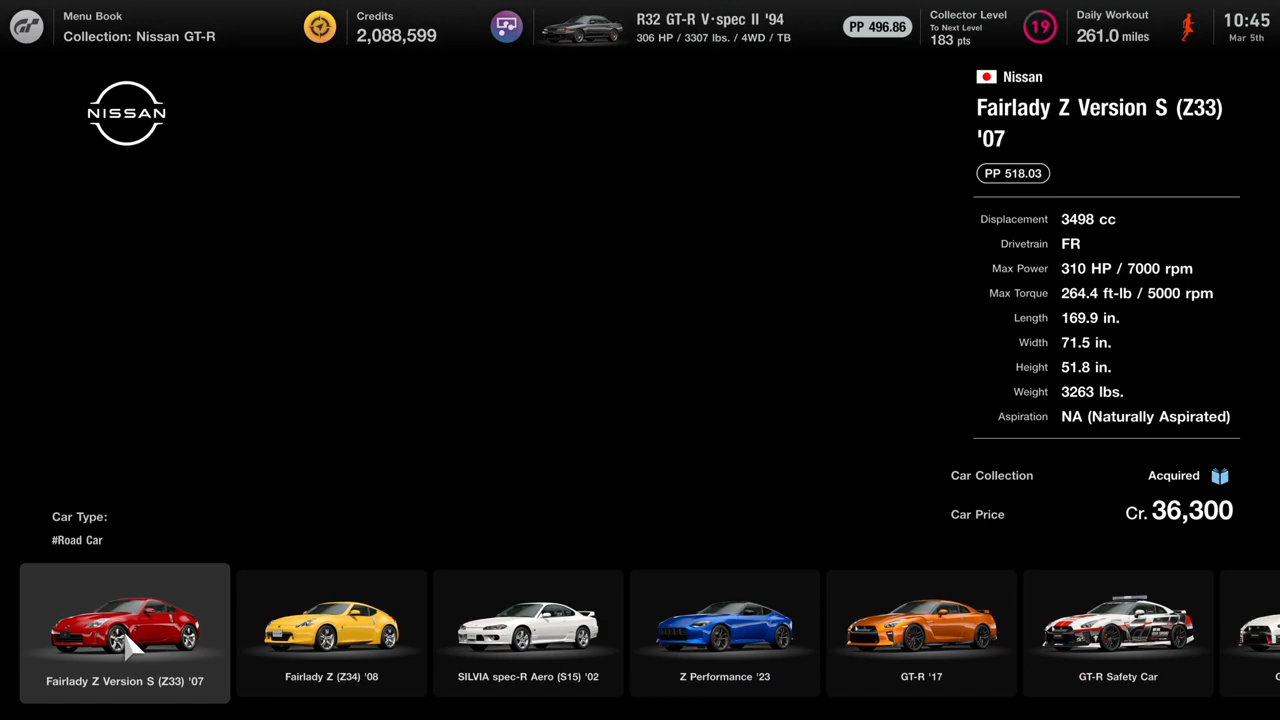 Menu Book
Collection: Nissan GT-R
Credits
2,088,599
R32 GT-R V·spec II '94
306 HP / 3307 lbs. / 4WD / TB
PP 496.86
Collector Level
To Next Level
183 pts
19
Daily Workout
261.0 miles
10:45
Mar 5th
NISSAN
Nissan
Fairlady Z Version S (Z33)
'07
PP 518.03
Displacement 3498 cc
Drivetrain FR
Max Power 310 HP / 7000 rpm
Max Torque 264.4 ft-lb / 5000 rpm
Length 169.9 in.
Width 71.5 in.
Height 51.8 in.
Weight 3263 lbs.
Aspiration NA (Naturally Aspirated)
Car Collection Acquired
Car Price Cr. 36,300
Car Type:
#Road Car
Fairlady Z Version S (Z33) '07
Fairlady Z (Z34) '08
SILVIA spec-R Aero (S15) '02
Z Performance '23
GT-R '17
GT-R Safety Car